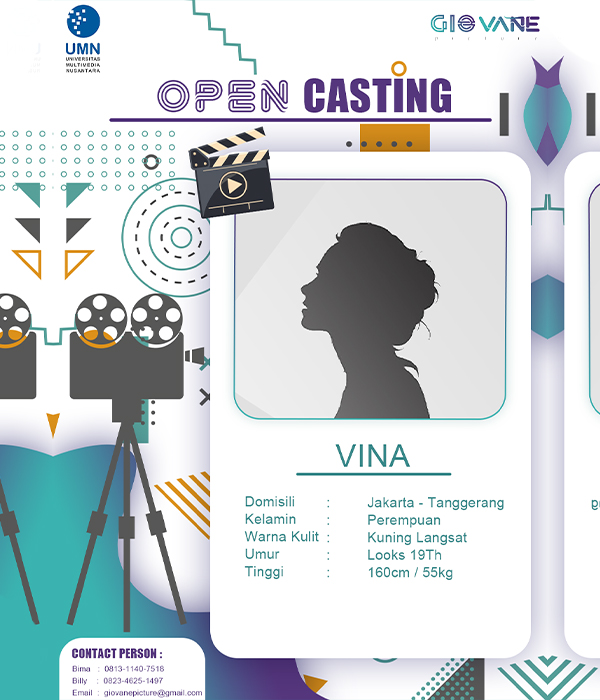 UMN
UNIVERSITAS
MULTIMEDIA
NUSANTARA
GIOVANE
picture
OPEN CASTING
VINA
Domisili : Jakarta - Tanggerang
Kelamin : Perempuan
Warna Kulit : Kuning Langsat
Umur : Looks 19Th
Tinggi : 160cm / 55kg
CONTACT PERSON :
Bima : 0813-1140-7516
Billy : 0823-4625-1497
Email : giovanepicture@gmail.com